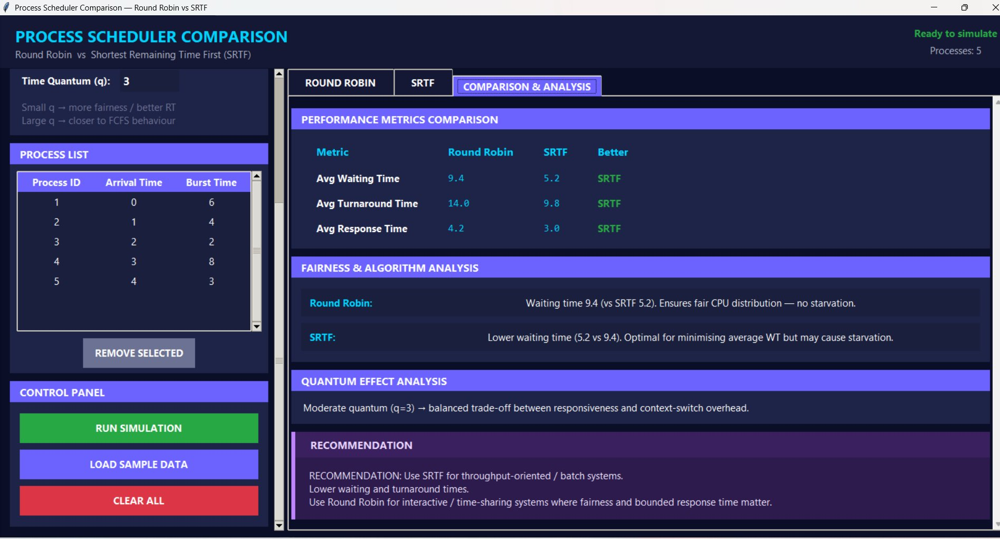 Process Scheduler Comparison — Round Robin vs SRTF
PROCESS SCHEDULER COMPARISON
Round Robin vs Shortest Remaining Time First (SRTF)
Ready to simulate
Processes: 5
Time Quantum (q): 3
Small q → more fairness / better RT
Large q → closer to FCFS behaviour
PROCESS LIST
Process ID Arrival Time Burst Time
1 0 6
2 1 4
3 2 2
4 3 8
5 4 3
REMOVE SELECTED
CONTROL PANEL
RUN SIMULATION
LOAD SAMPLE DATA
CLEAR ALL
ROUND ROBIN SRTF COMPARISON & ANALYSIS
PERFORMANCE METRICS COMPARISON
Metric Round Robin SRTF Better
Avg Waiting Time 9.4 5.2 SRTF
Avg Turnaround Time 14.0 9.8 SRTF
Avg Response Time 4.2 3.0 SRTF
FAIRNESS & ALGORITHM ANALYSIS
Round Robin: Waiting time 9.4 (vs SRTF 5.2). Ensures fair CPU distribution — no starvation.
SRTF: Lower waiting time (5.2 vs 9.4). Optimal for minimising average WT but may cause starvation.
QUANTUM EFFECT ANALYSIS
Moderate quantum (q=3) → balanced trade-off between responsiveness and context-switch overhead.
RECOMMENDATION
RECOMMENDATION: Use SRTF for throughput-oriented / batch systems.
Lower waiting and turnaround times.
Use Round Robin for interactive / time-sharing systems where fairness and bounded response time matter.